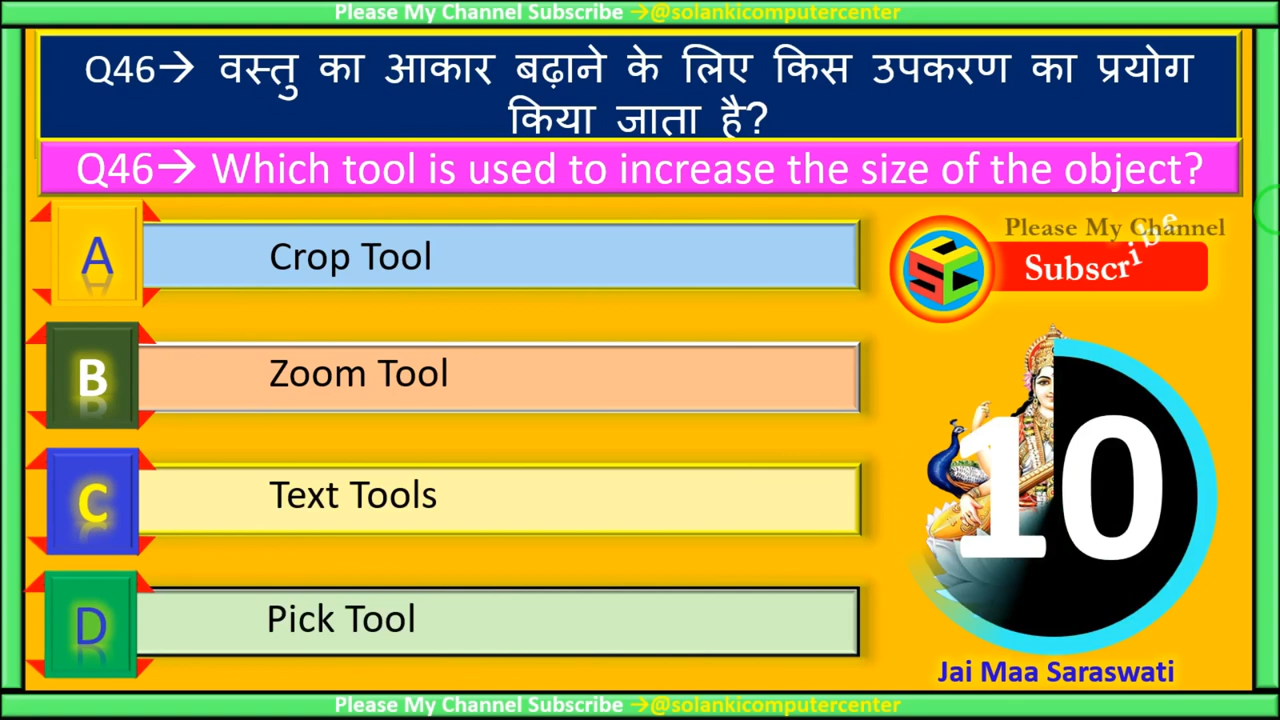 Please My Channel Subscribe →@solankicomputercenter
Q46→ वस्तु का आकार बढ़ाने के लिए किस उपकरण का प्रयोग
किया जाता है?
Q46→ Which tool is used to increase the size of the object?
A Crop Tool
Please My Channel
Subscribe
CSC
B Zoom Tool
10
C Text Tools
D Pick Tool
Jai Maa Saraswati
Please My Channel Subscribe →@solankicomputercenter